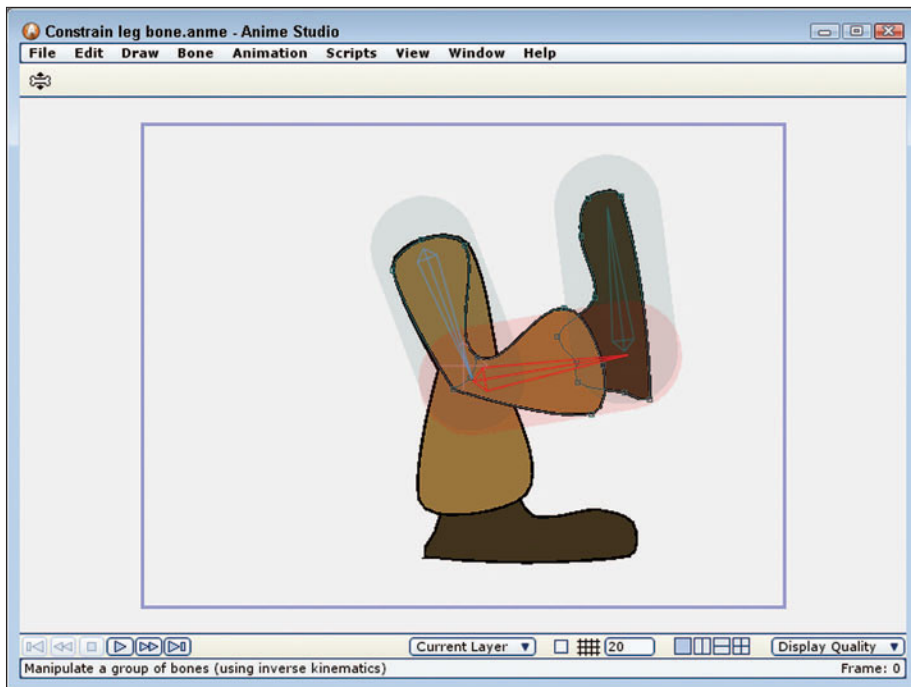 Constrain leg bone.anme - Anime Studio
File Edit Draw Bone Animation Scripts View Window Help
Current Layer 20 Display Quality
Manipulate a group of bones (using inverse kinematics) Frame: 0